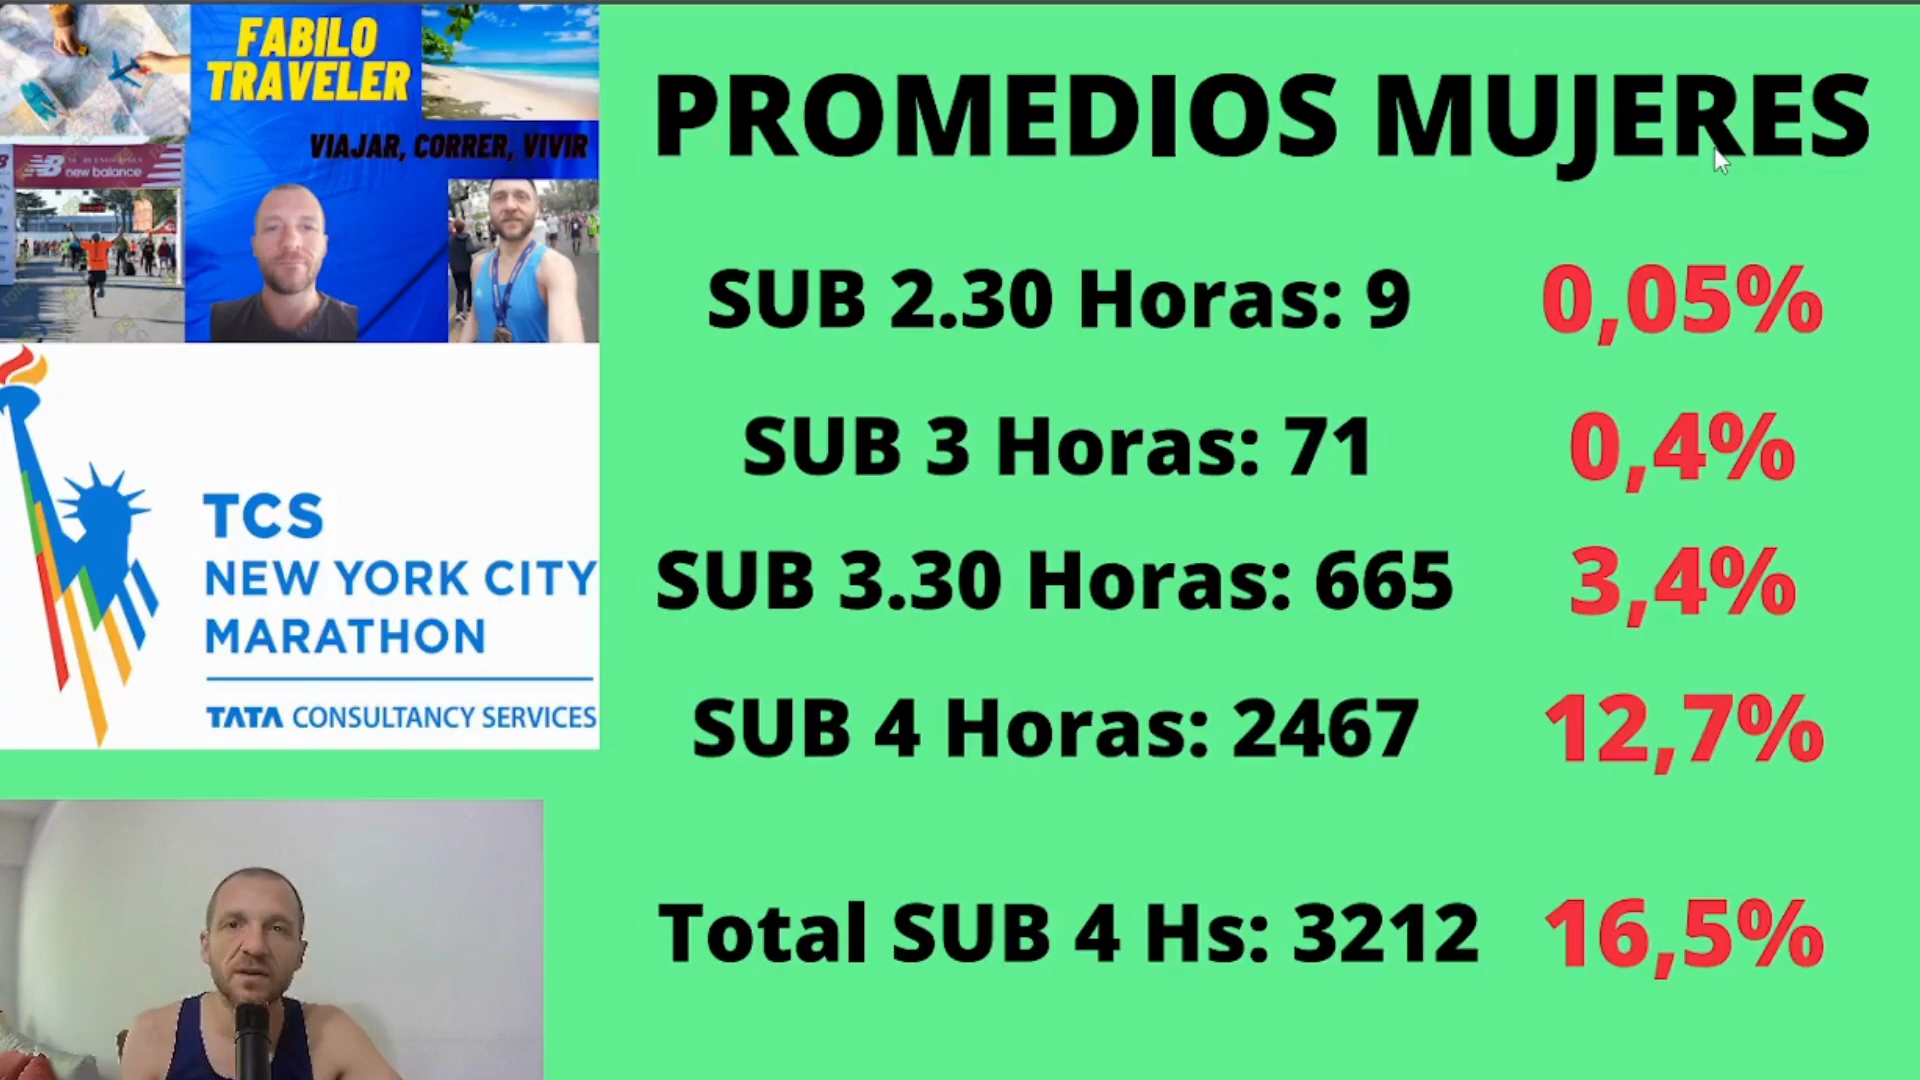 FABILO
TRAVELER
VIAJAR, CORRER, VIVIR
new balance
TCS
NEW YORK CITY
MARATHON
TATA CONSULTANCY SERVICES
PROMEDIOS MUJERES
SUB 2.30 Horas: 9 0,05%
SUB 3 Horas: 71 0,4%
SUB 3.30 Horas: 665 3,4%
SUB 4 Horas: 2467 12,7%
Total SUB 4 Hs: 3212 16,5%